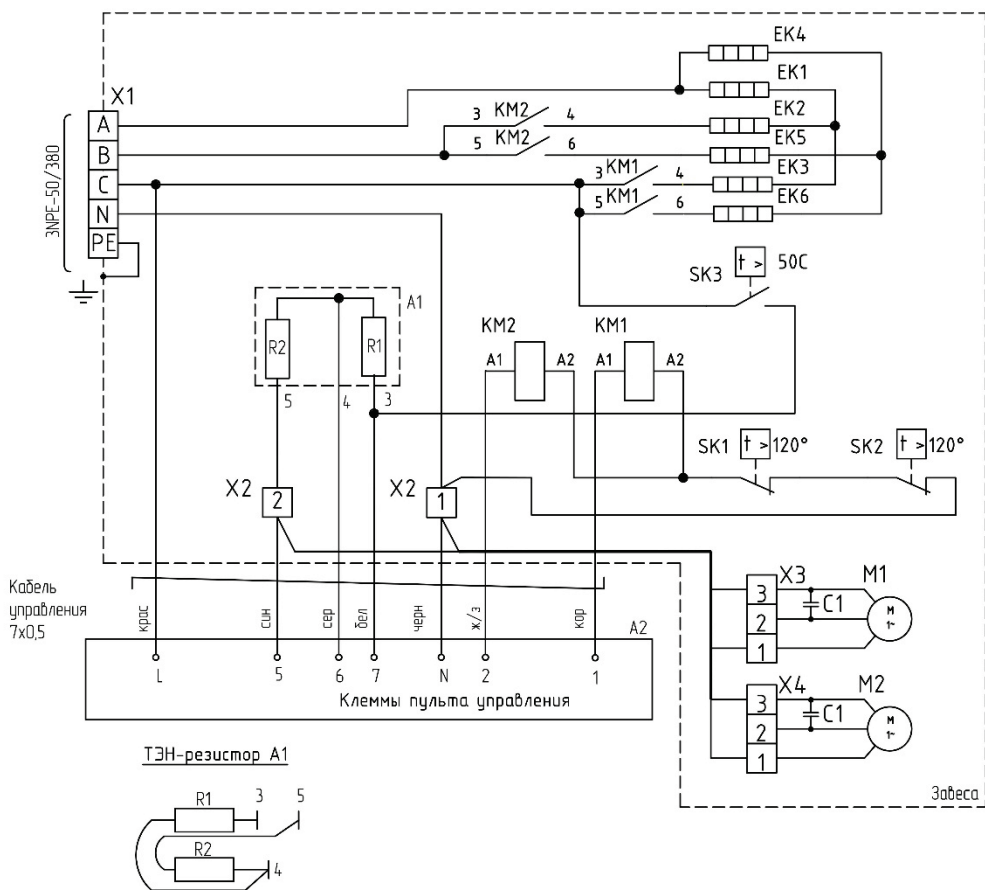 EK4
X1
EK1
A
3 KM2 4
EK2
B
5 KM2 6
EK5
3NPE-50/380
C
3 KM1 4
EK3
N
5 KM1 6
EK6
PE
SK3 t > 50C
A1
KM2 KM1
R2 R1
A1 A2 A1 A2
5 4 3
SK1 t > 120° SK2 t > 120°
X2 2 X2 1
Кабель
управления
7х0,5
крас син сер бел черн ж/з кор
X3 M1
3
C1
2
M
1~
1
A2
L 5 6 7 N 2 1
Клеммы пульта управления
X4 M2
3
C1
2
M
1~
1
ТЭН-резистор А1
Завеса
R1 3 5
R2
4